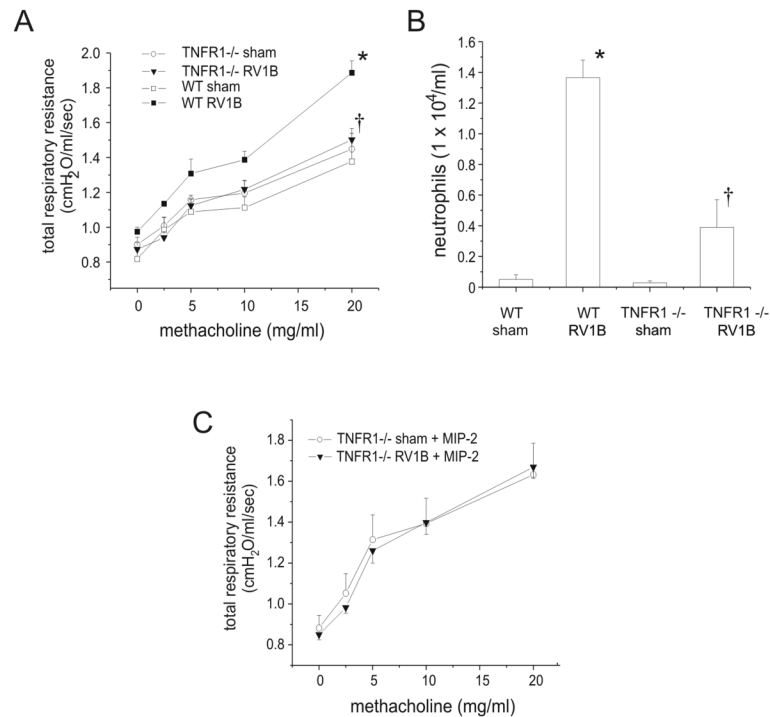 A
TNFR1-/- sham
TNFR1-/- RV1B
WT sham
WT RV1B
total respiratory resistance
(cmH2O/ml/sec)
2.0
1.8
1.6
1.4
1.2
1.0
0.8
*
†
0 5 10 15 20
methacholine (mg/ml)
B
neutrophils (1 x 10⁴/ml)
1.6
1.4
1.2
1.0
0.8
0.6
0.4
0.2
0
*
†
WT WT TNFR1 -/- TNFR1 -/-
sham RV1B sham RV1B
C
TNFR1-/- sham + MIP-2
TNFR1-/- RV1B + MIP-2
total respiratory resistance
(cmH₂O/ml/sec)
1.8
1.6
1.4
1.2
1.0
0.8
0 5 10 15 20
methacholine (mg/ml)